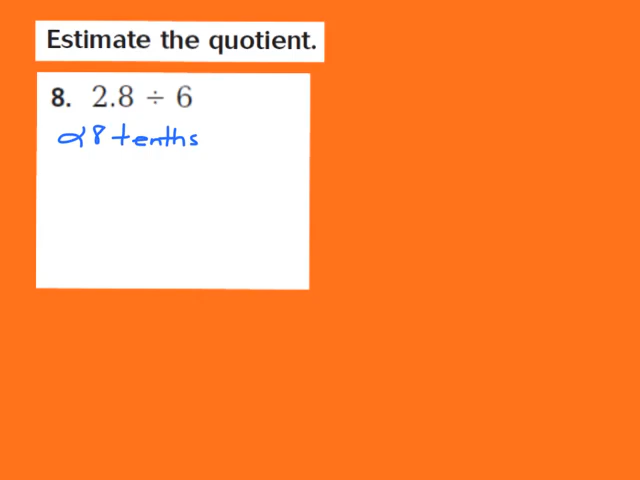 Estimate the quotient.
8. 2.8 ÷ 6
28 tenths